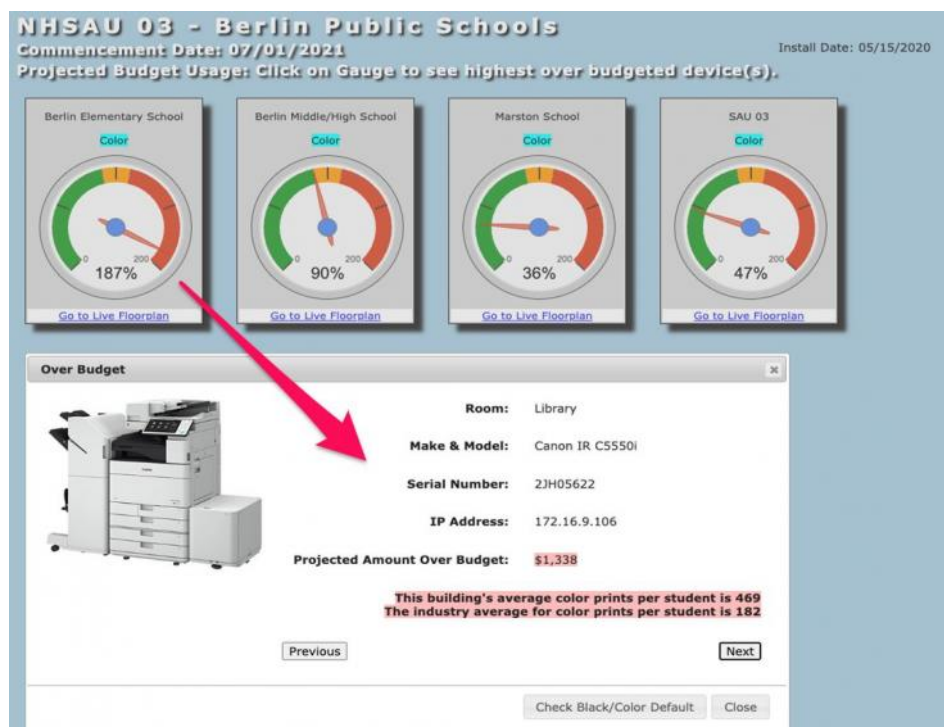 NHSAU 03 - Berlin Public Schools
Commencement Date: 07/01/2021
Install Date: 05/15/2020
Projected Budget Usage: Click on Gauge to see highest over budgeted device(s).
Berlin Elementary School
Color
0
200
187%
Go to Live Floorplan
Berlin Middle/High School
Color
0
200
90%
Go to Live Floorplan
Marston School
Color
0
200
36%
Go to Live Floorplan
SAU 03
Color
0
200
47%
Go to Live Floorplan
Over Budget
Room: Library
Make & Model: Canon IR C5550i
Serial Number: 2JH05622
IP Address: 172.16.9.106
Projected Amount Over Budget: $1,338
This building's average color prints per student is 469
The industry average for color prints per student is 182
Previous
Next
Check Black/Color Default
Close